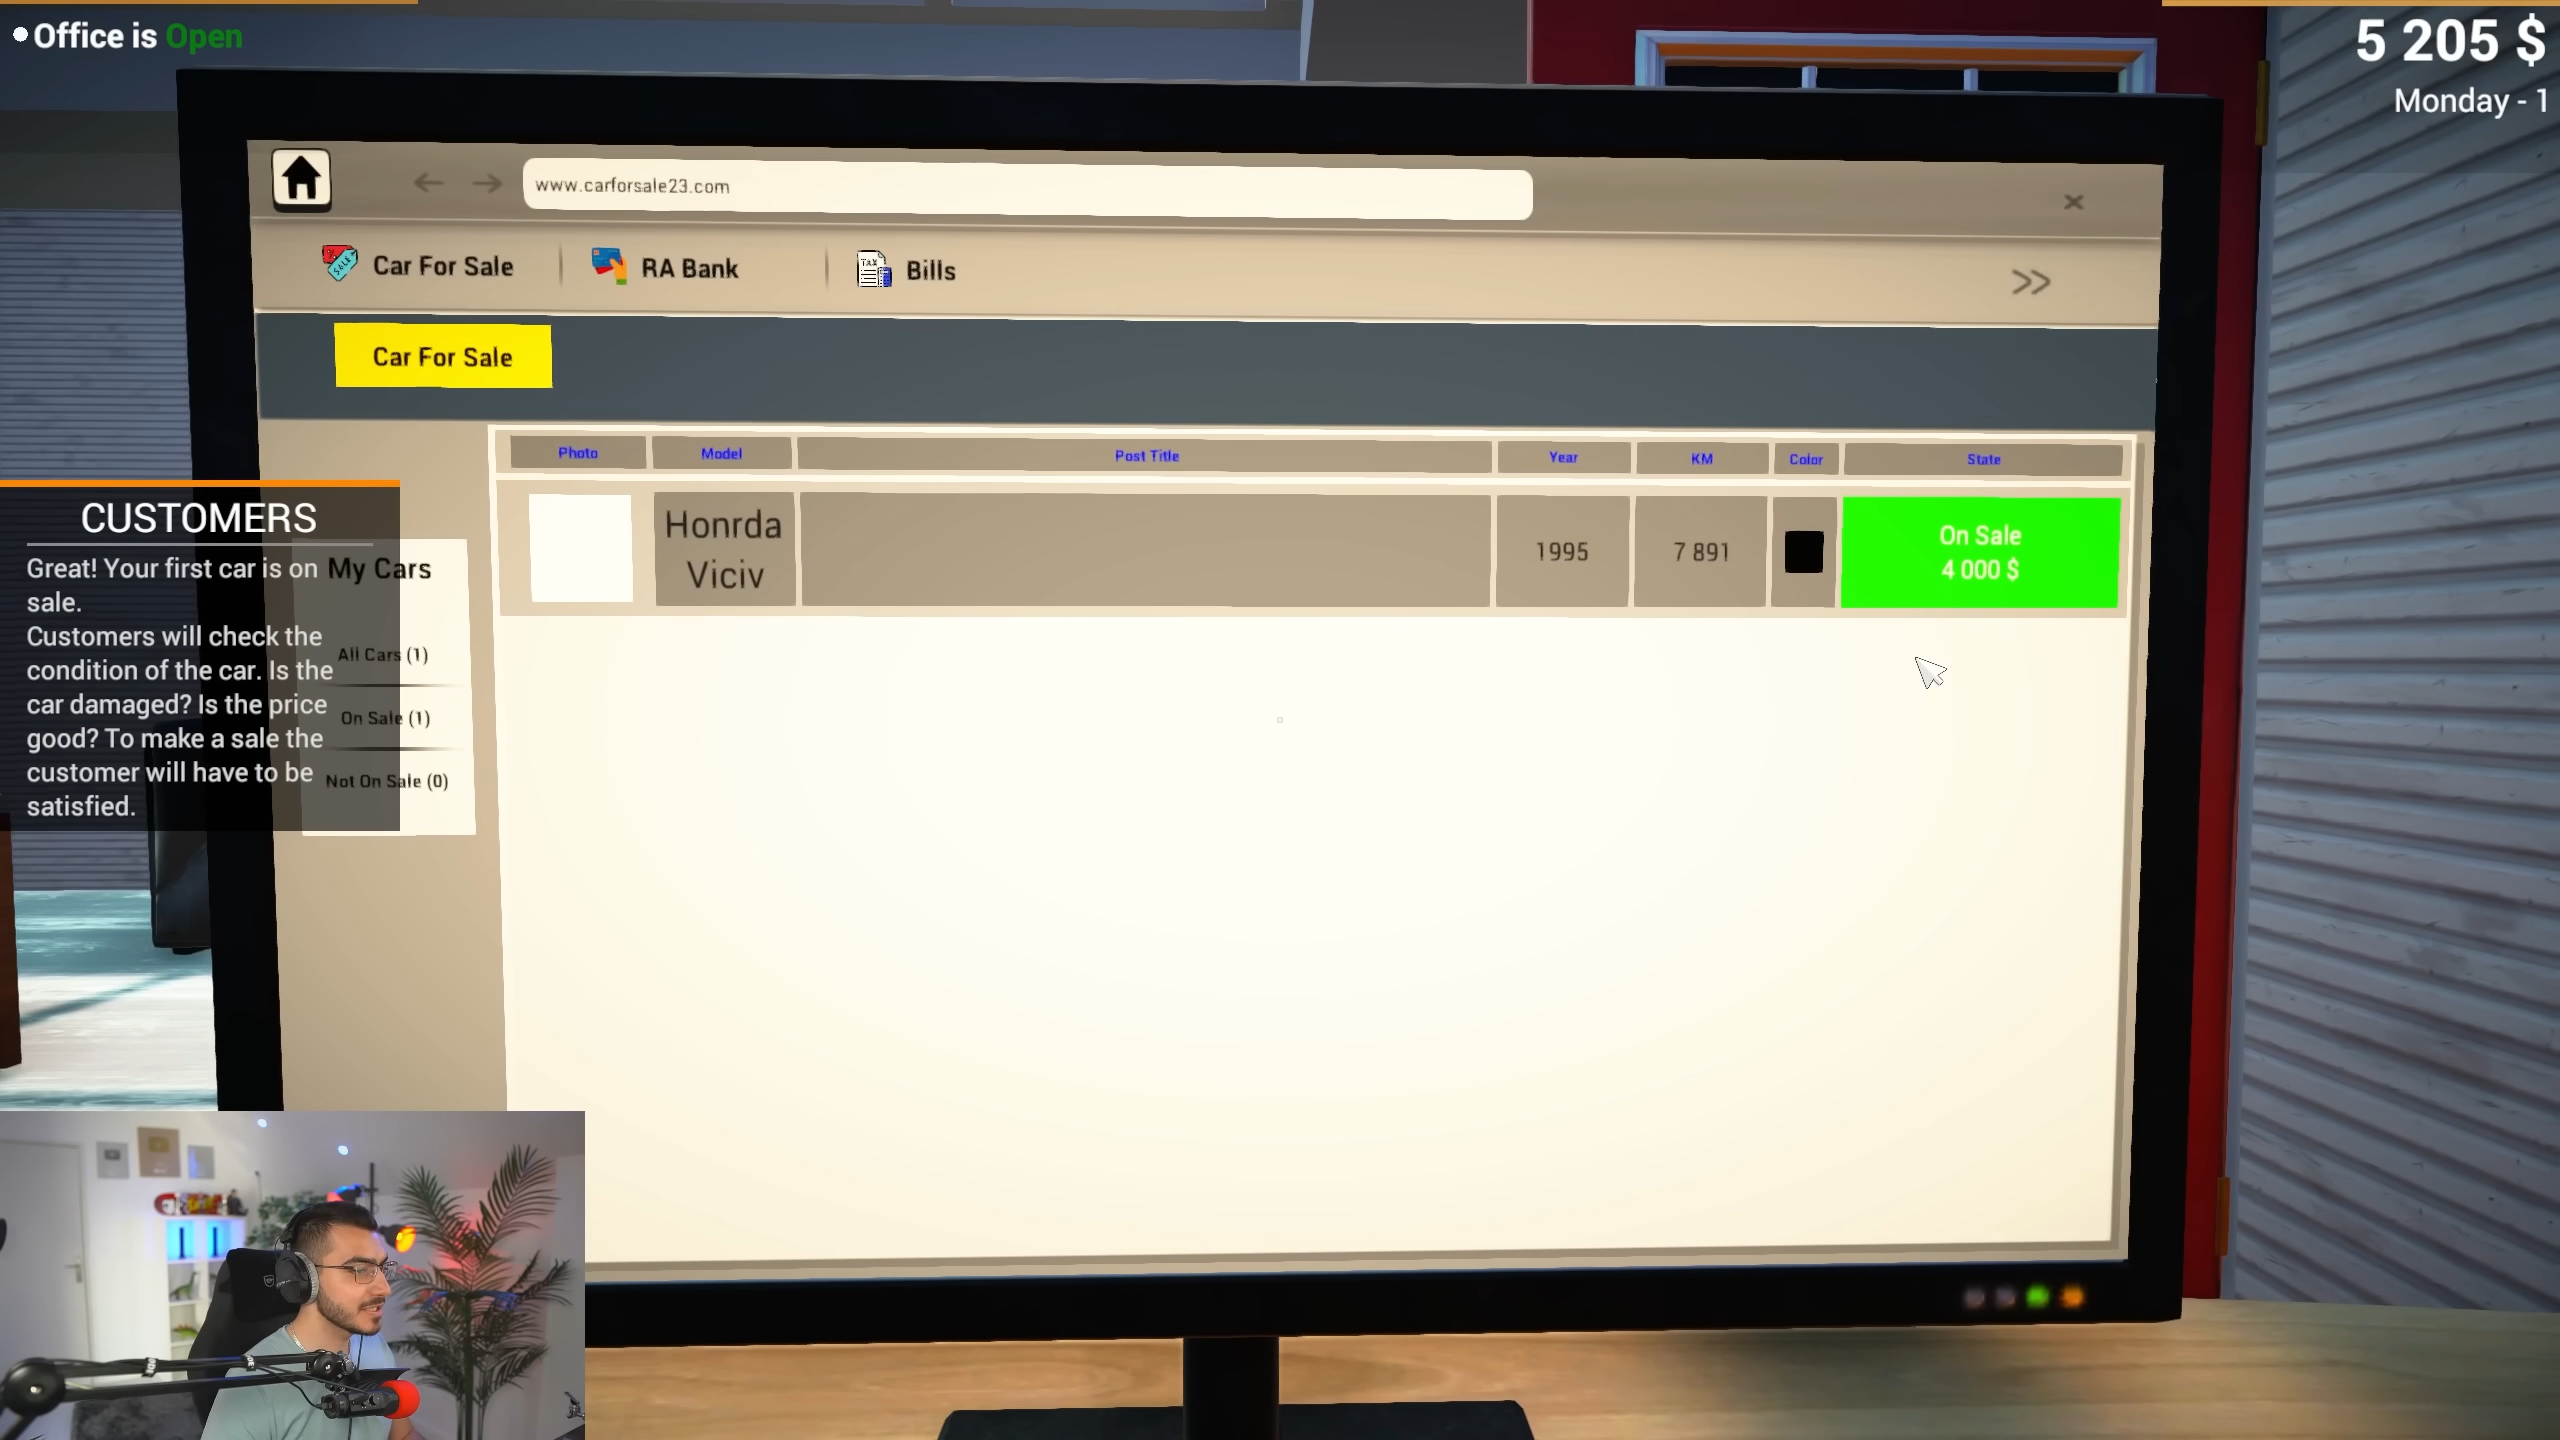 Office is Open
5 205 $
Monday - 1
www.carforsale23.com
Car For Sale
RA Bank
TAX
Bills
Car For Sale
Photo
Model
Post Title
Year
KM
Color
State
Honrda
Viciv
1995
7 891
On Sale
4 000 $
CUSTOMERS
Great! Your first car is on
sale.
Customers will check the
condition of the car. Is the
car damaged? Is the price
good? To make a sale the
customer will have to be
satisfied.
My Cars
All Cars (1)
On Sale (1)
Not On Sale (0)